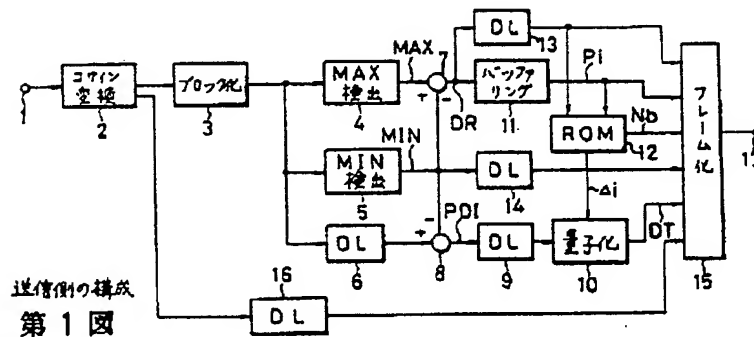 DL
13
MAX
7
コサイン
変換
2
ブロック化
3
MAX
検出
4
+
-
DR
バッファ
リング
11
Pi
フレーム化
1
ROM
12
Nb
MIN
MIN
検出
5
DL
14
Δi
-
+
DL
6
8
PDI
DL
9
量子化
10
DT
15
送信側の構成
第1図
16
DL